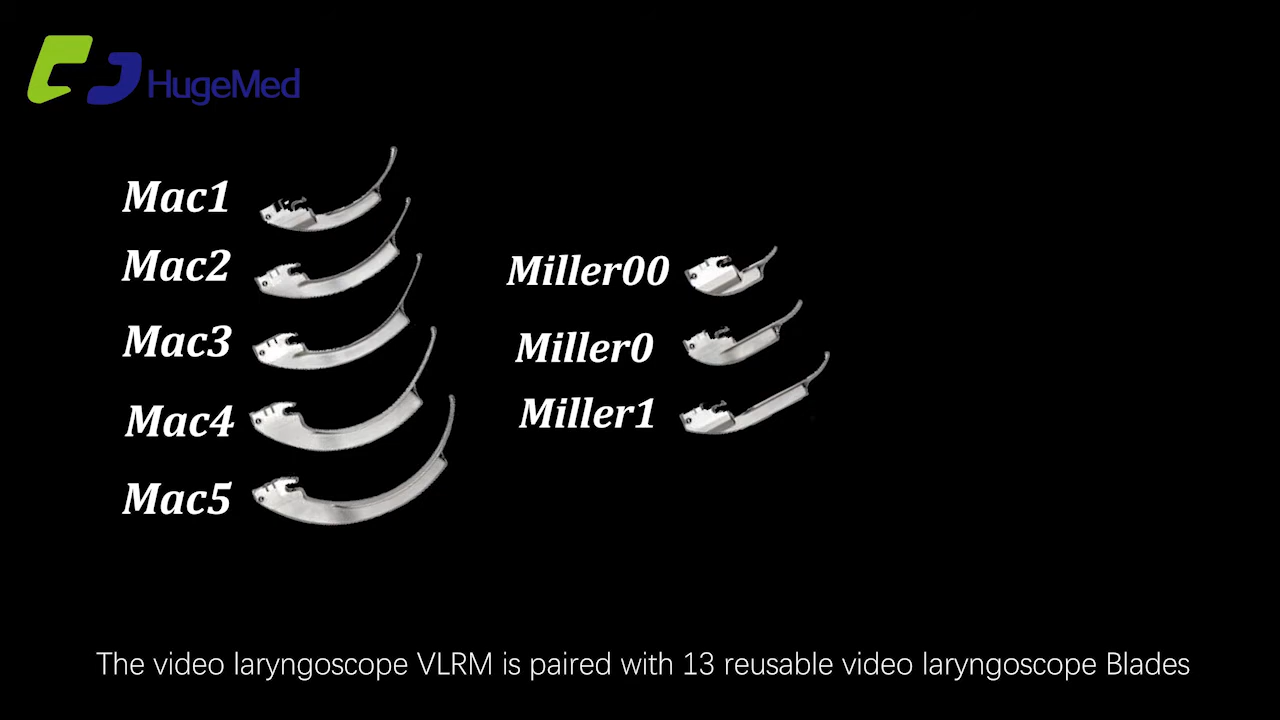 HugeMed
Mac1
Mac2
Mac3
Mac4
Mac5
Miller00
Miller0
Miller1
The video laryngoscope VLRM is paired with 13 reusable video laryngoscope Blades